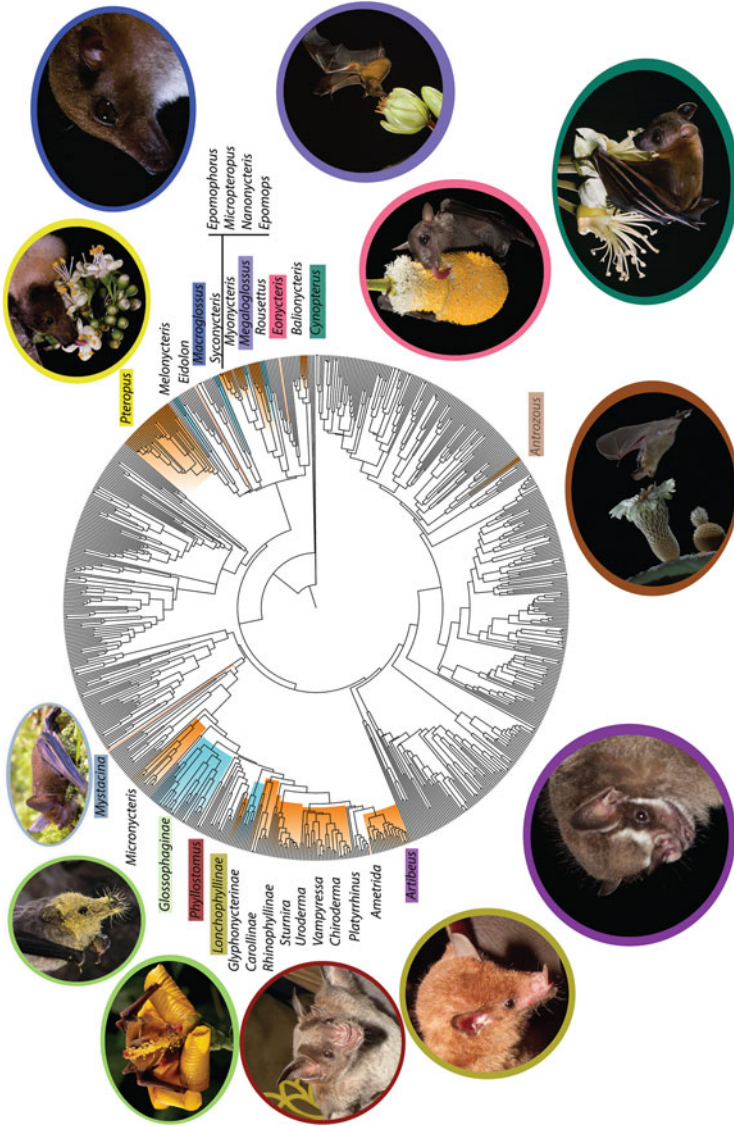 Pteropus
Melonycteris
Eidolon
Macroglossus
Syconycteris
Myonycteris
Megaloglossus
Rousettus
Eonycteris
Balionycteris
Cynopterus
Epomophorus
Micropteropus
Nanonycteris
Epomops
Antrozous
Mystacina
Micronycteris
Glossophaginae
Phyllostomus
Lonchophyllinae
Glyphonycterinae
Carollinae
Rhinophyllinae
Sturnira
Uroderma
Vampyressa
Chiroderma
Platyrrhinus
Ametrida
Artibeus